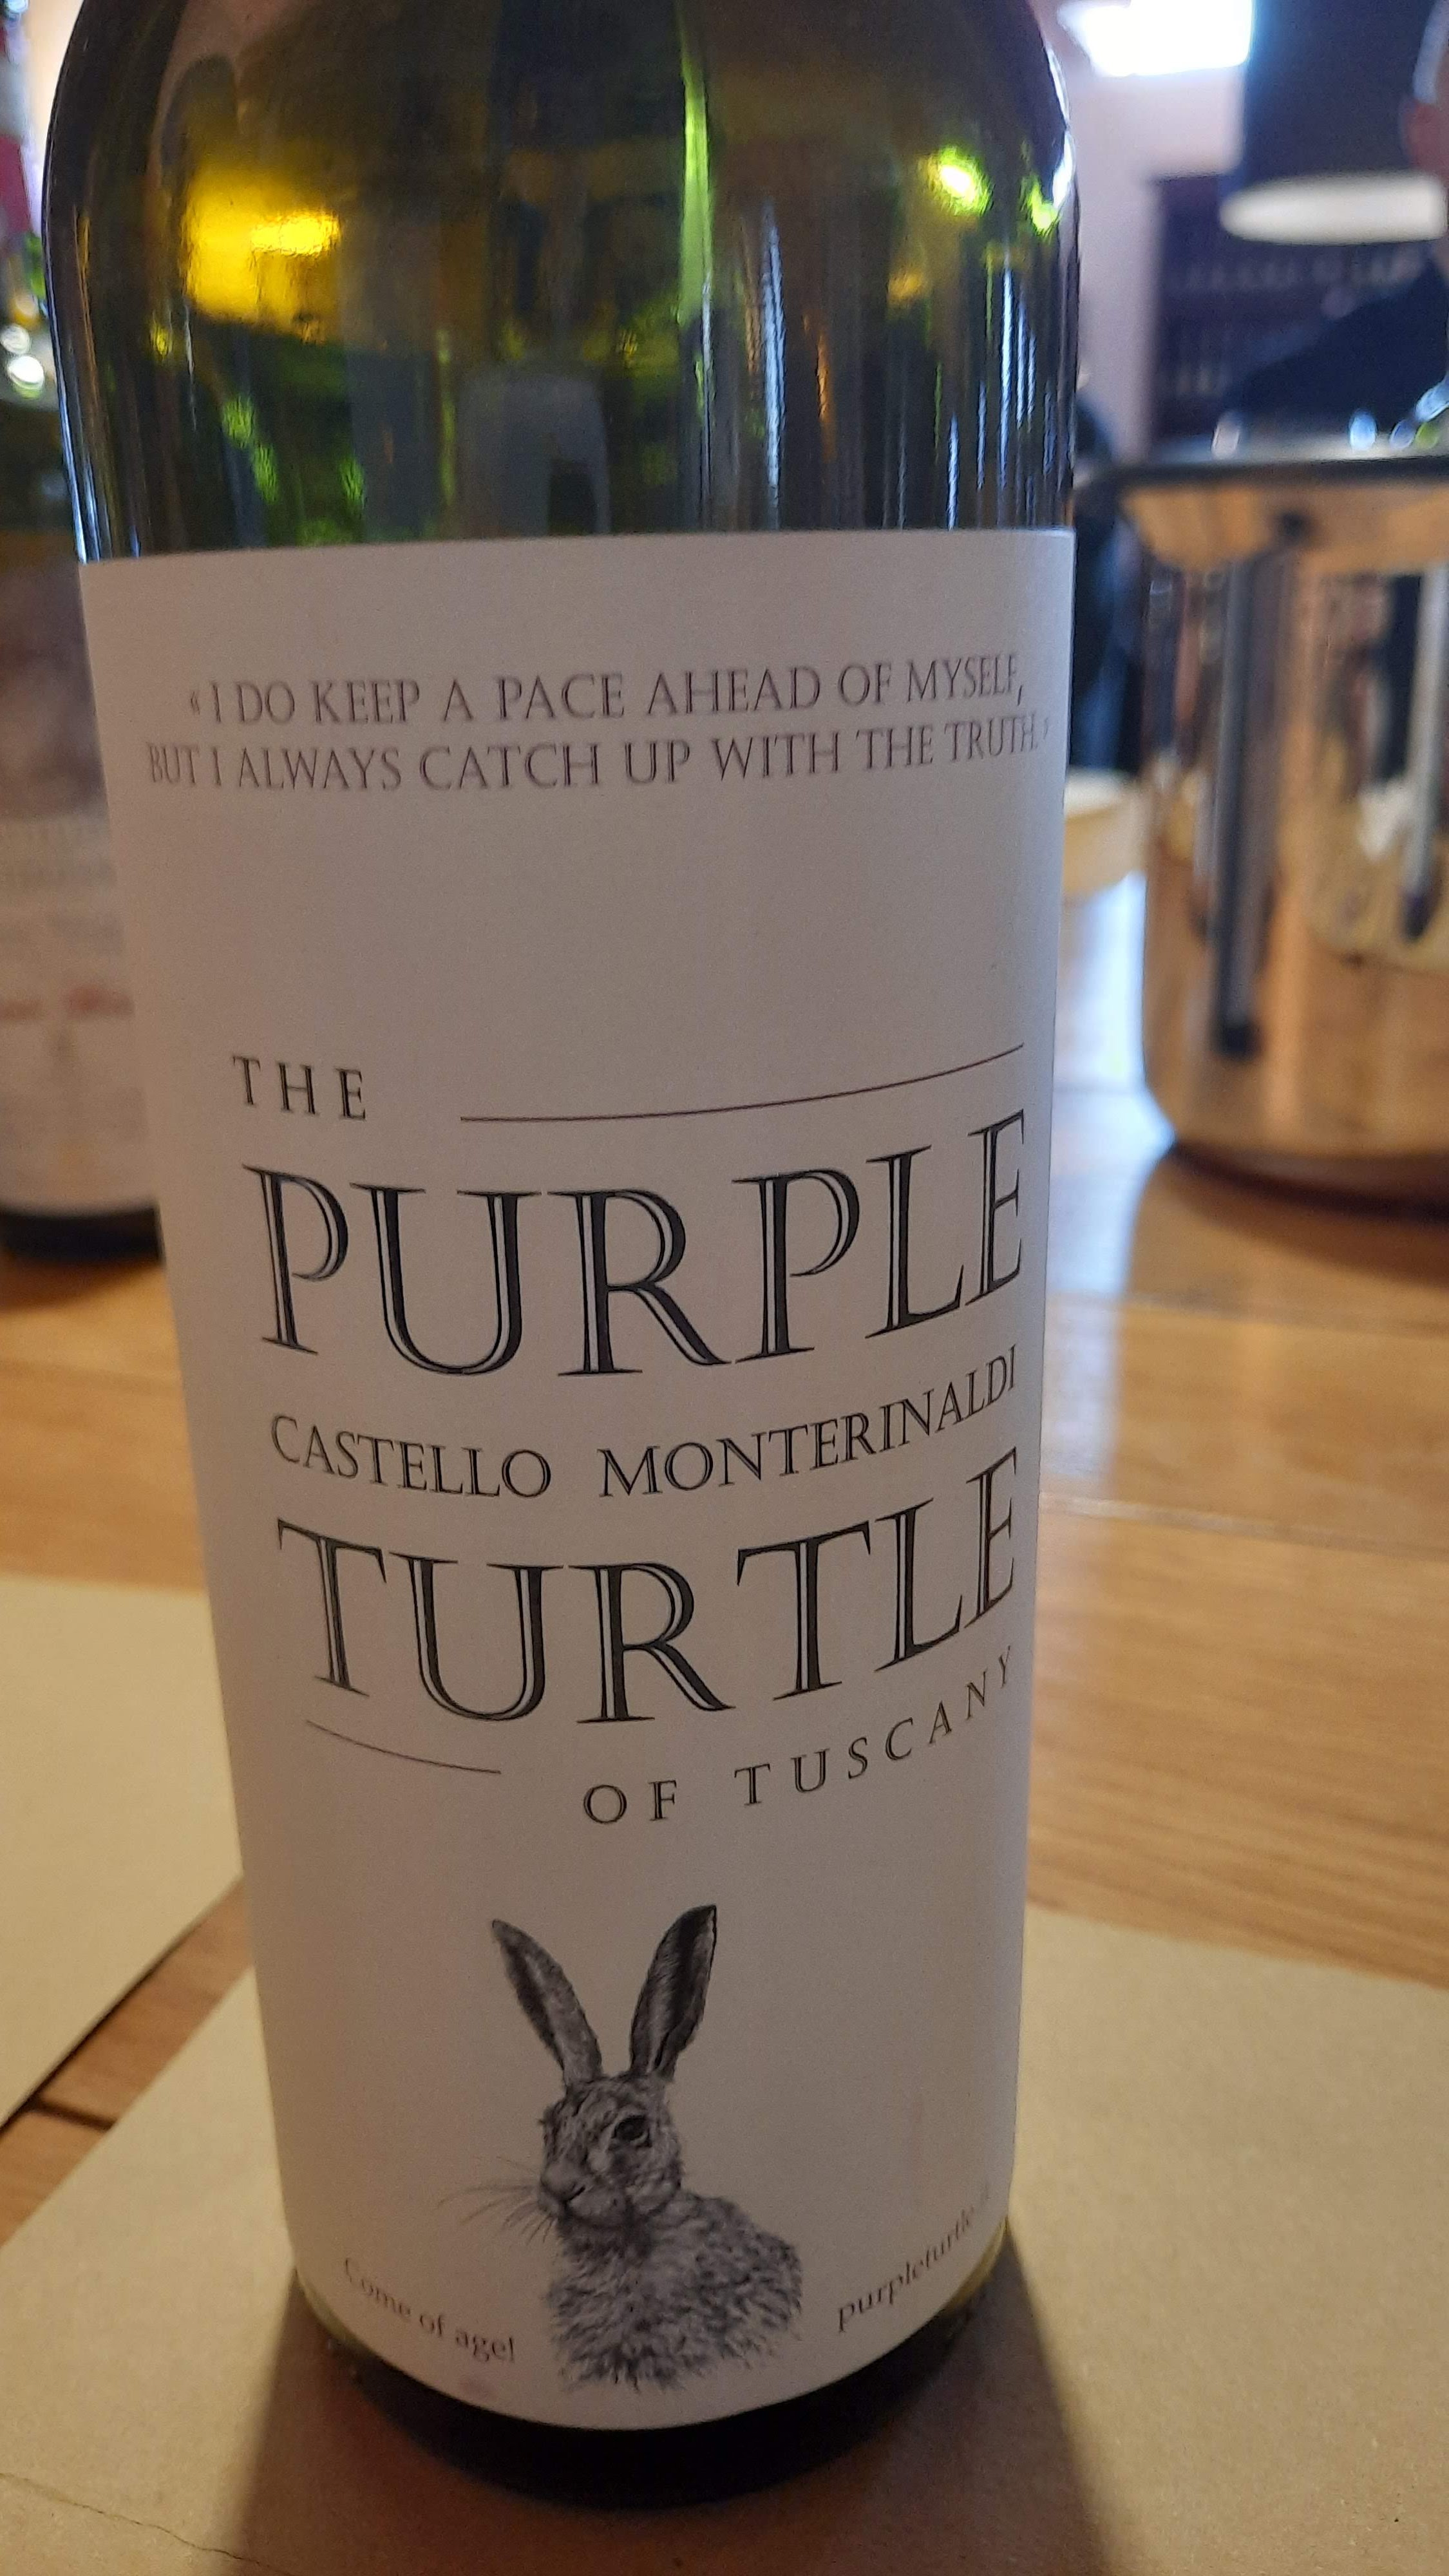 « I DO KEEP A PACE AHEAD OF MYSELF,
BUT I ALWAYS CATCH UP WITH THE TRUTH. »
THE
PURPLE
CASTELLO MONTERINALDI
TURTLE
OF TUSCANY
Come of age!